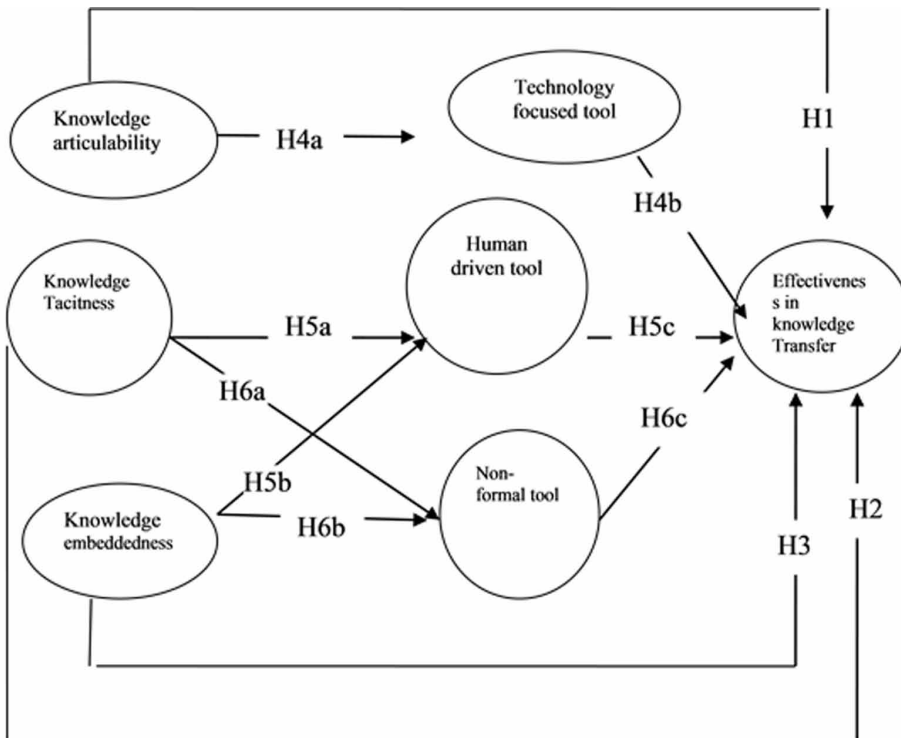 Knowledge
articulability
H4a
Technology
focused tool
H1
H4b
Knowledge
Tacitness
H5a
Human
driven tool
H5c
Effectivenes
s in
knowledge
Transfer
H6a
H6c
H5b
Knowledge
embeddedness
H6b
Non-
formal tool
H3
H2